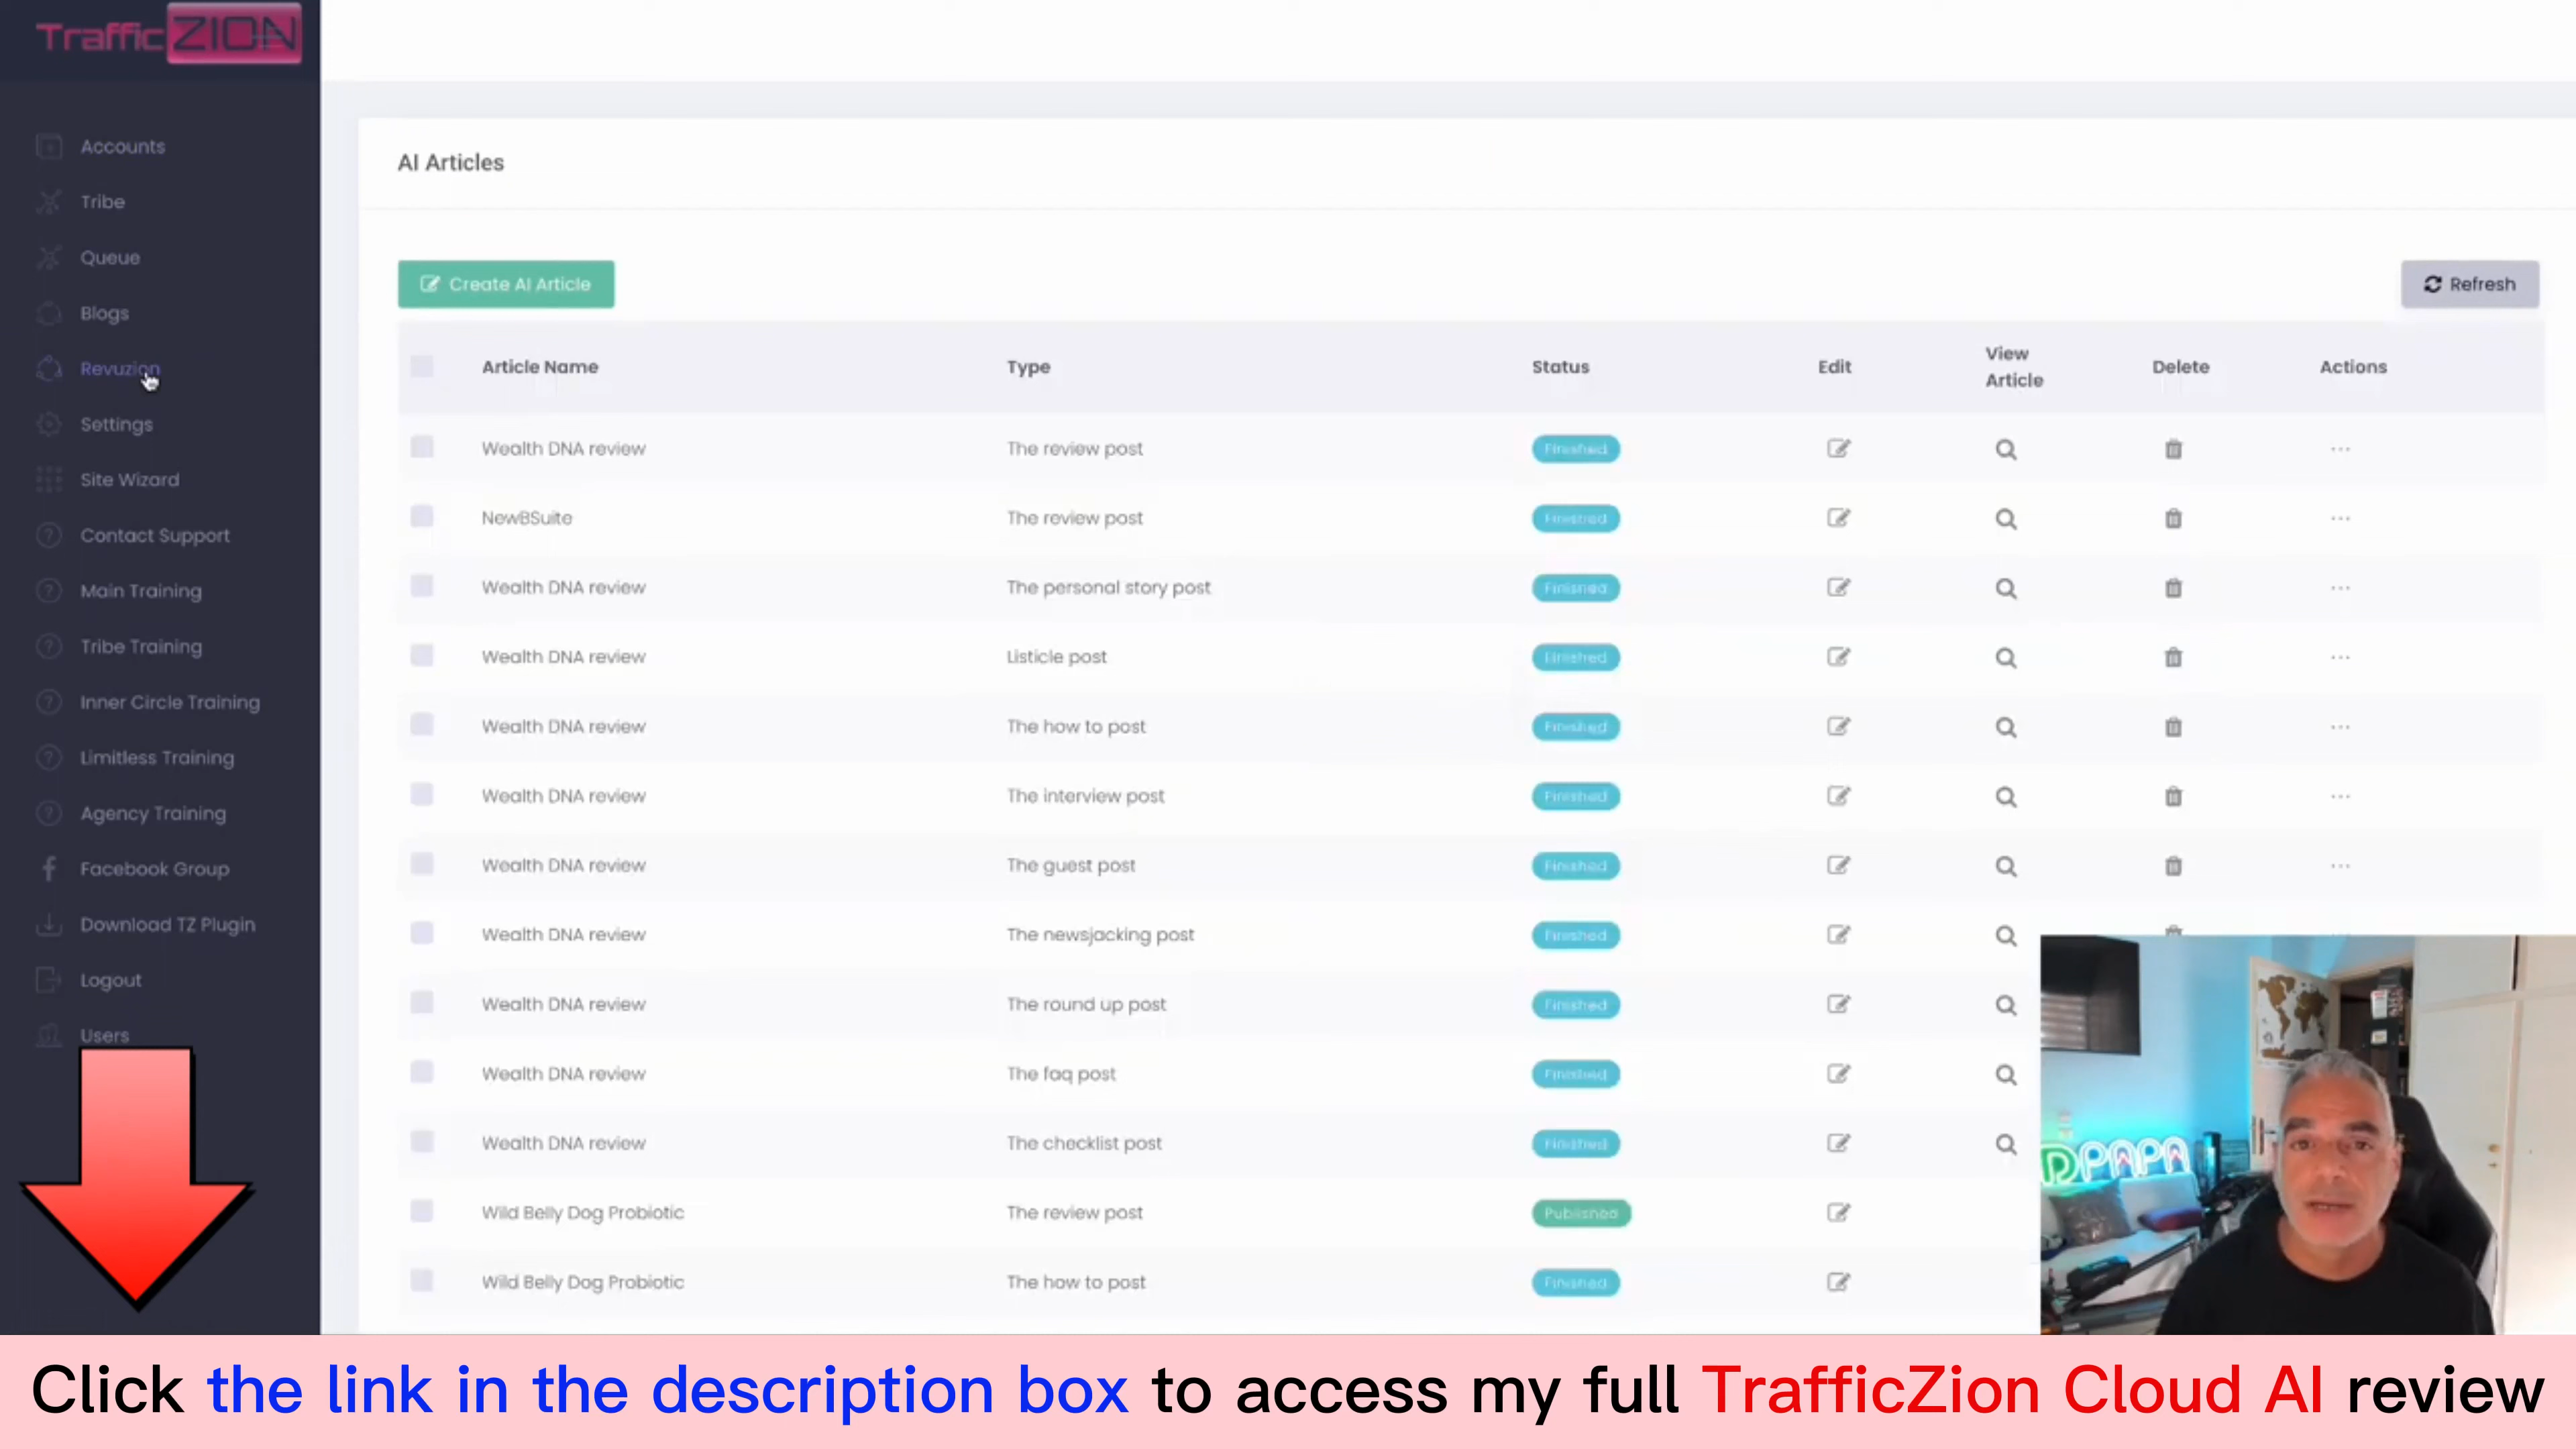 TrafficZION
Accounts
Tribe
Queue
Blogs
Revuzion
Settings
Site Wizard
Contact Support
Main Training
Tribe Training
Inner Circle Training
Limitless Training
Agency Training
Facebook Group
Download TZ Plugin
Logout
Users
AI Articles
Create AI Article
Refresh
Article Name Type Status Edit View Article Delete Actions
Wealth DNA review The review post Finished
NewBSuite The review post Finished
Wealth DNA review The personal story post Finished
Wealth DNA review Listicle post Finished
Wealth DNA review The how to post Finished
Wealth DNA review The interview post Finished
Wealth DNA review The guest post Finished
Wealth DNA review The newsjacking post Finished
Wealth DNA review The round up post Finished
Wealth DNA review The faq post Finished
Wealth DNA review The checklist post Finished
Wild Belly Dog Probiotic The review post Published
Wild Belly Dog Probiotic The how to post Finished
DPAPA
Click the link in the description box to access my full TrafficZion Cloud AI review